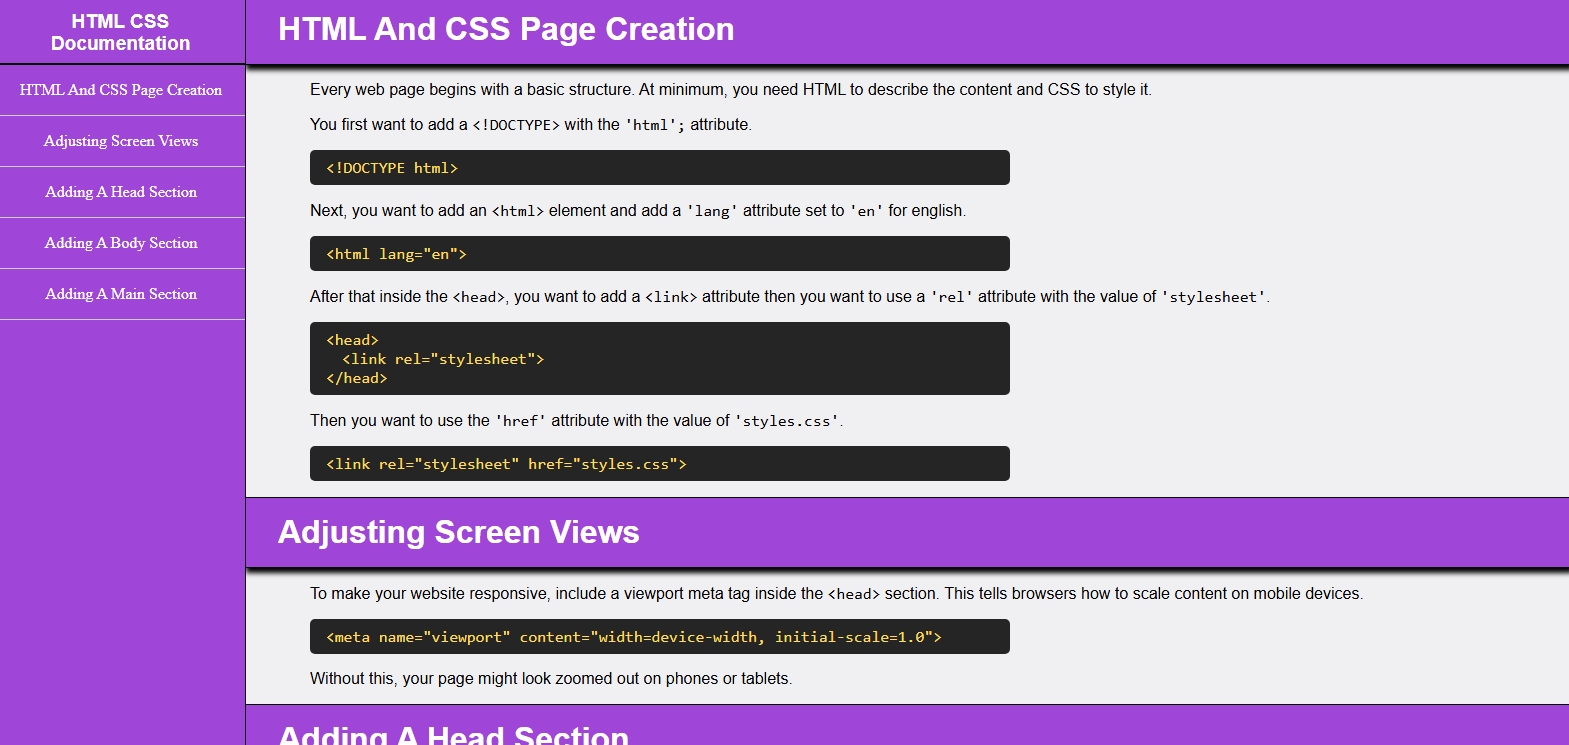 HTML CSS
Documentation
HTML And CSS Page Creation
Adjusting Screen Views
Adding A Head Section
Adding A Body Section
Adding A Main Section
HTML And CSS Page Creation
Every web page begins with a basic structure. At minimum, you need HTML to describe the content and CSS to style it.
You first want to add a <!DOCTYPE> with the 'html'; attribute.
<!DOCTYPE html>
Next, you want to add an <html> element and add a 'lang' attribute set to 'en' for english.
<html lang="en">
After that inside the <head>, you want to add a <link> attribute then you want to use a 'rel' attribute with the value of 'stylesheet'.
<head>
  <link rel="stylesheet">
</head>
Then you want to use the 'href' attribute with the value of 'styles.css'.
<link rel="stylesheet" href="styles.css">
Adjusting Screen Views
To make your website responsive, include a viewport meta tag inside the <head> section. This tells browsers how to scale content on mobile devices.
<meta name="viewport" content="width=device-width, initial-scale=1.0">
Without this, your page might look zoomed out on phones or tablets.
Adding A Head Section